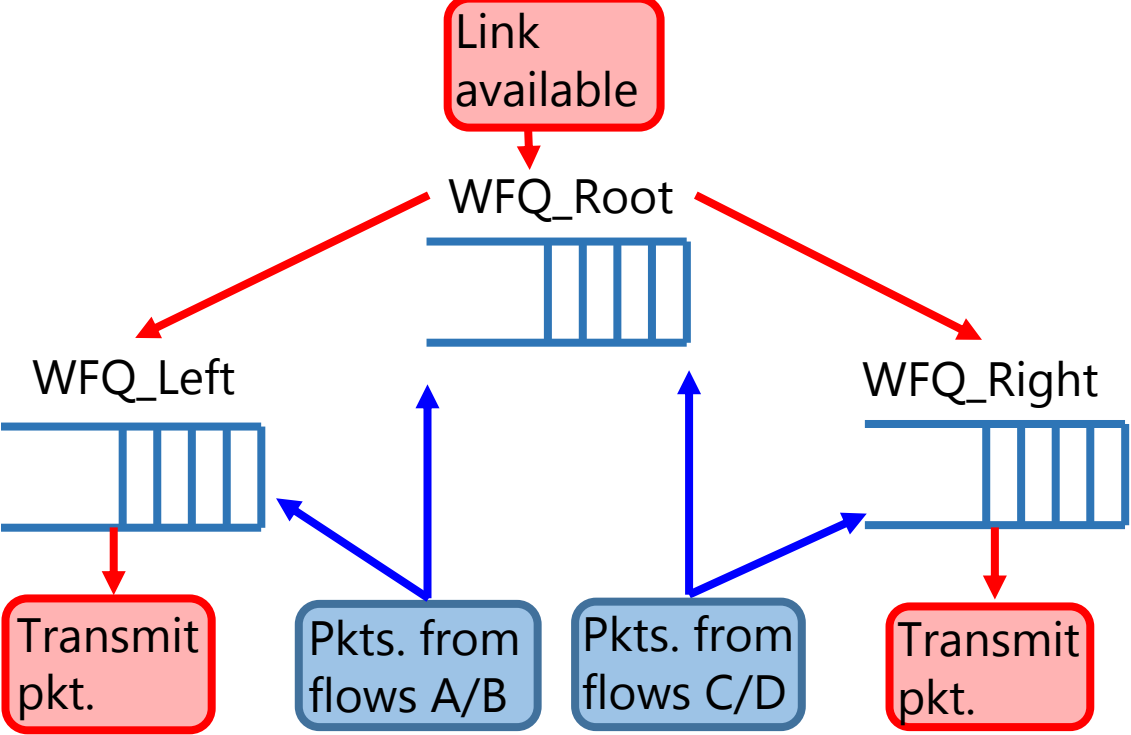 Link
available
WFQ_Root
WFQ_Left
WFQ_Right
Transmit
pkt.
Pkts. from
flows A/B
Pkts. from
flows C/D
Transmit
pkt.